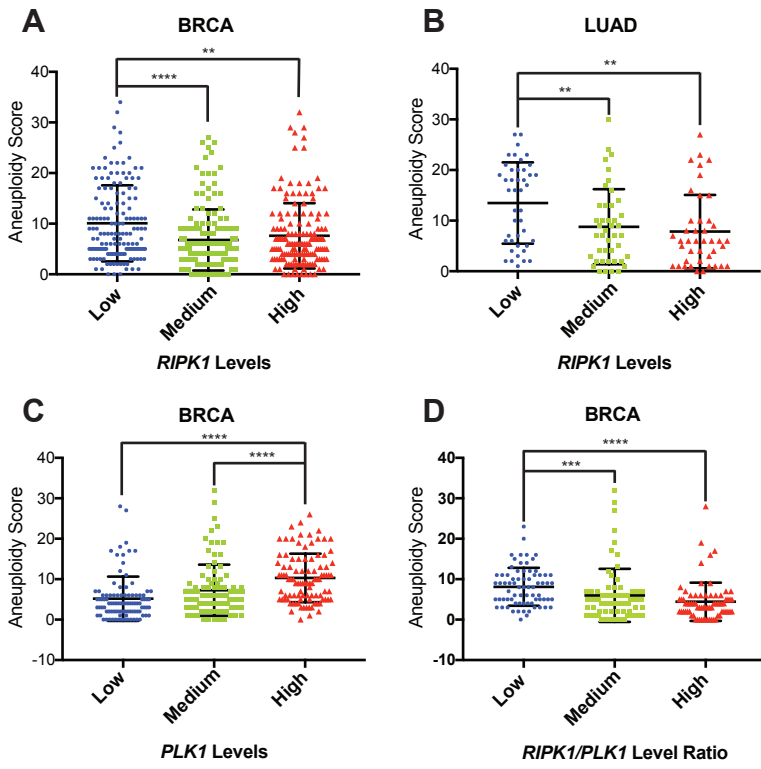 A
BRCA
**
****
40
30
20
10
0
Aneuploidy Score
Low
Medium
High
RIPK1 Levels
B
LUAD
**
**
40
30
20
10
0
Aneuploidy Score
Low
Medium
High
RIPK1 Levels
C
BRCA
****
****
40
30
20
10
0
-10
Aneuploidy Score
Low
Medium
High
PLK1 Levels
D
BRCA
****
***
40
30
20
10
0
-10
Aneuploidy Score
Low
Medium
High
RIPK1/PLK1 Level Ratio